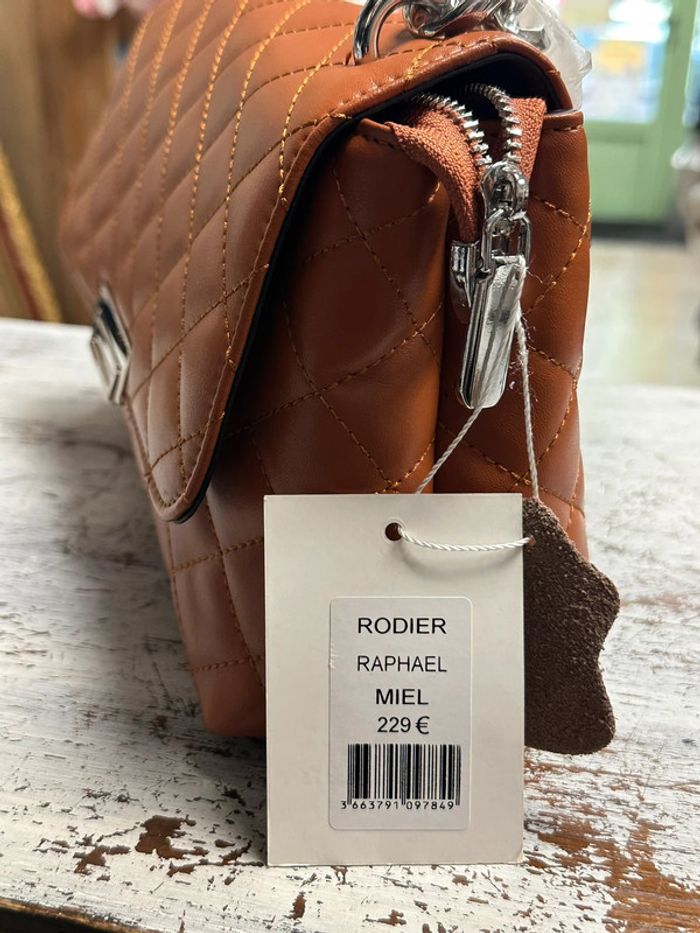 RODIER
RAPHAEL
MIEL
229 €
3 663791 097849